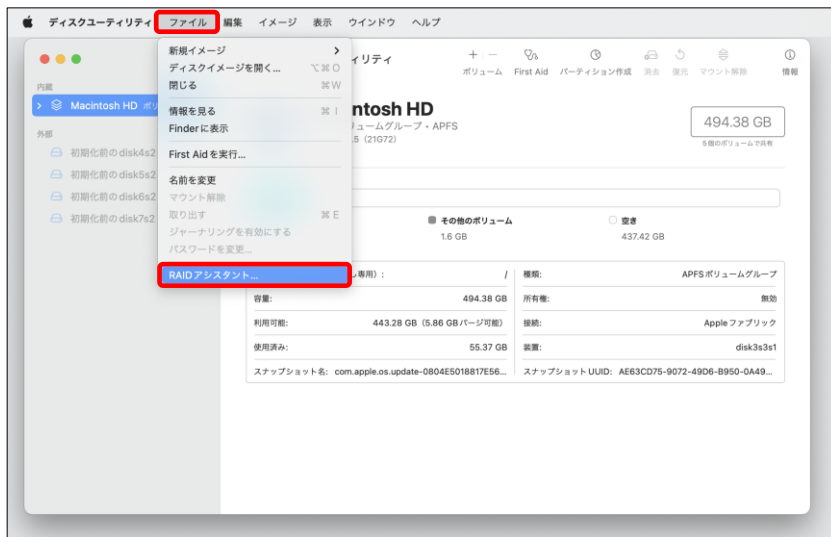 ディスクユーティリティ ファイル 編集 イメージ 表示 ウインドウ ヘルプ
新規イメージ
ディスクイメージを開く... ⌥⌘O
閉じる ⌘W
情報を見る ⌘I
Finderに表示
First Aidを実行...
名前を変更
マウント解除
取り出す ⌘E
ジャーナリングを有効にする
パスワードを変更...
RAIDアシスタント...
ィリティ
ボリューム First Aid パーティション作成 消去 復元 マウント解除 情報
内蔵
Macintosh HD ボリ
外部
初期化前のdisk4s2
初期化前のdisk5s2
初期化前のdisk6s2
初期化前のdisk7s2
ntosh HD
ュームグループ・APFS
.5（21G72）
494.38 GB
5個のボリュームで共有
その他のボリューム
1.6 GB
空き
437.42 GB
し専用）: /
種類: APFSボリュームグループ
容量: 494.38 GB
所有権: 無効
利用可能: 443.28 GB（5.86 GBパージ可能）
接続: Appleファブリック
使用済み: 55.37 GB
装置: disk3s3s1
スナップショット名: com.apple.os.update-0804E5018817E56...
スナップショットUUID: AE63CD75-9072-49D6-B950-0A49...